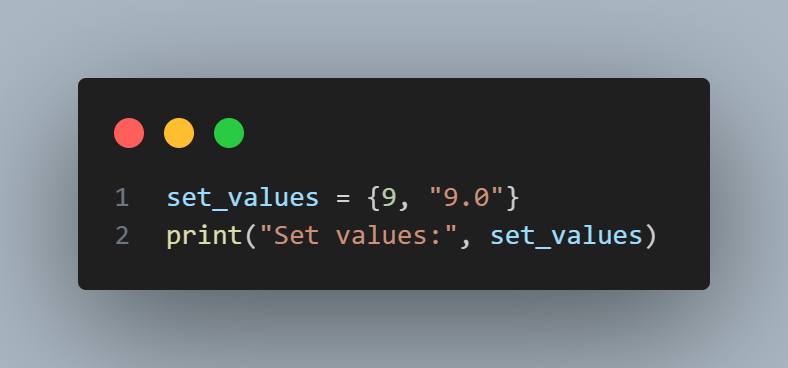 1 set_values = {9, "9.0"}
2 print("Set values:", set_values)